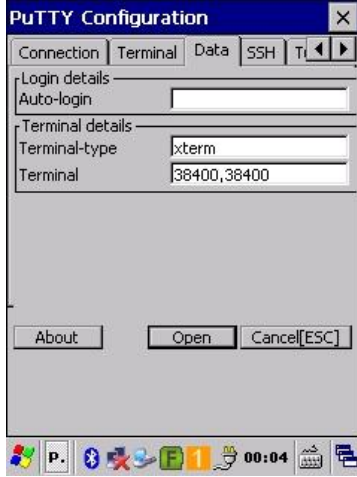 PuTTY Configuration
Connection Terminal Data SSH
Login details
Auto-login
Terminal details
Terminal-type xterm
Terminal 38400,38400
About Open Cancel[ESC]
P. F 1 00:04